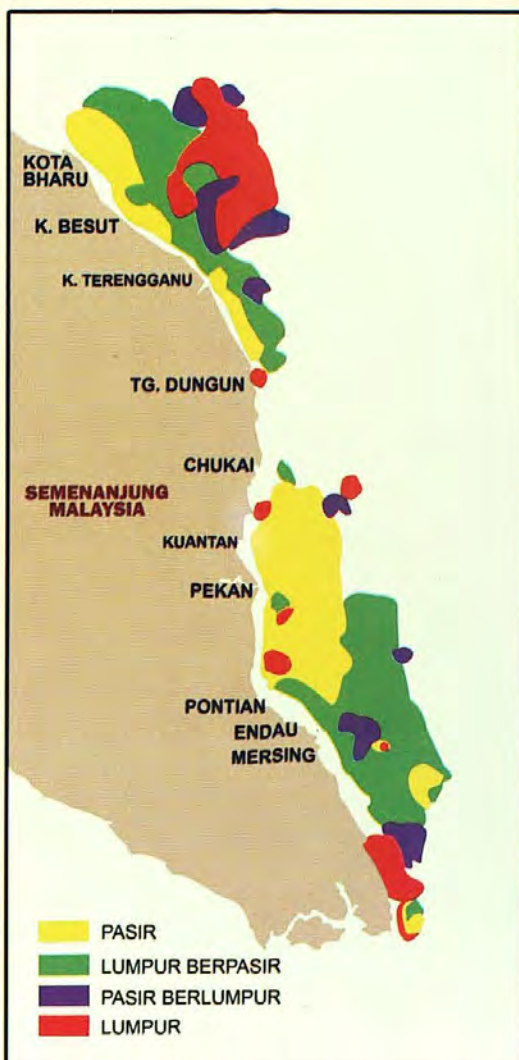 KOTA
BHARU
K. BESUT
K. TERENGGANU
TG. DUNGUN
CHUKAI
SEMENANJUNG
MALAYSIA
KUANTAN
PEKAN
PONTIAN
ENDAU
MERSING
PASIR
LUMPUR BERPASIR
PASIR BERLUMPUR
LUMPUR